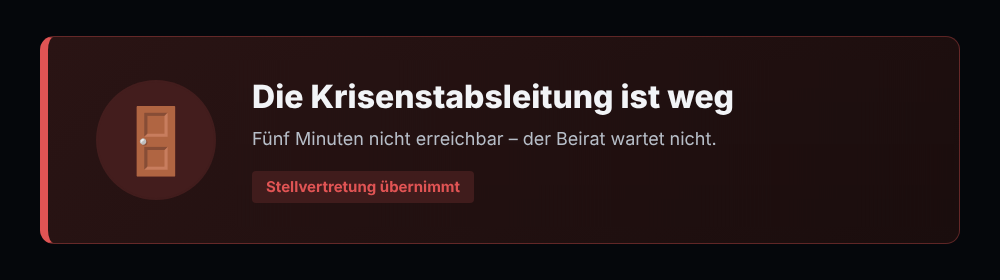 Die Krisenstabsleitung ist weg
Fünf Minuten nicht erreichbar – der Beirat wartet nicht.
Stellvertretung übernimmt